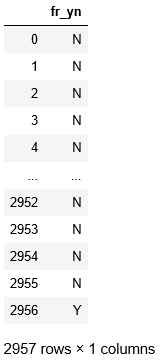 fr_yn
0 N
1 N
2 N
3 N
4 N
... ...
2952 N
2953 N
2954 N
2955 N
2956 Y
2957 rows × 1 columns